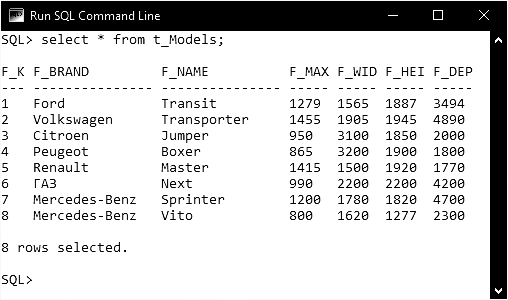 Run SQL Command Line
SQL> select * from t_Models;
F_K F_BRAND F_NAME F_MAX F_WID F_HEI F_DEP
--- --------------- --------------- ----- ----- ----- -----
1 Ford Transit 1279 1565 1887 3494
2 Volkswagen Transporter 1455 1905 1945 4890
3 Citroen Jumper 950 3100 1850 2000
4 Peugeot Boxer 865 3200 1900 1800
5 Renault Master 1415 1500 1920 1770
6 ГАЗ Next 990 2200 2200 4200
7 Mercedes-Benz Sprinter 1200 1780 1820 4700
8 Mercedes-Benz Vito 800 1620 1277 2300
8 rows selected.
SQL>